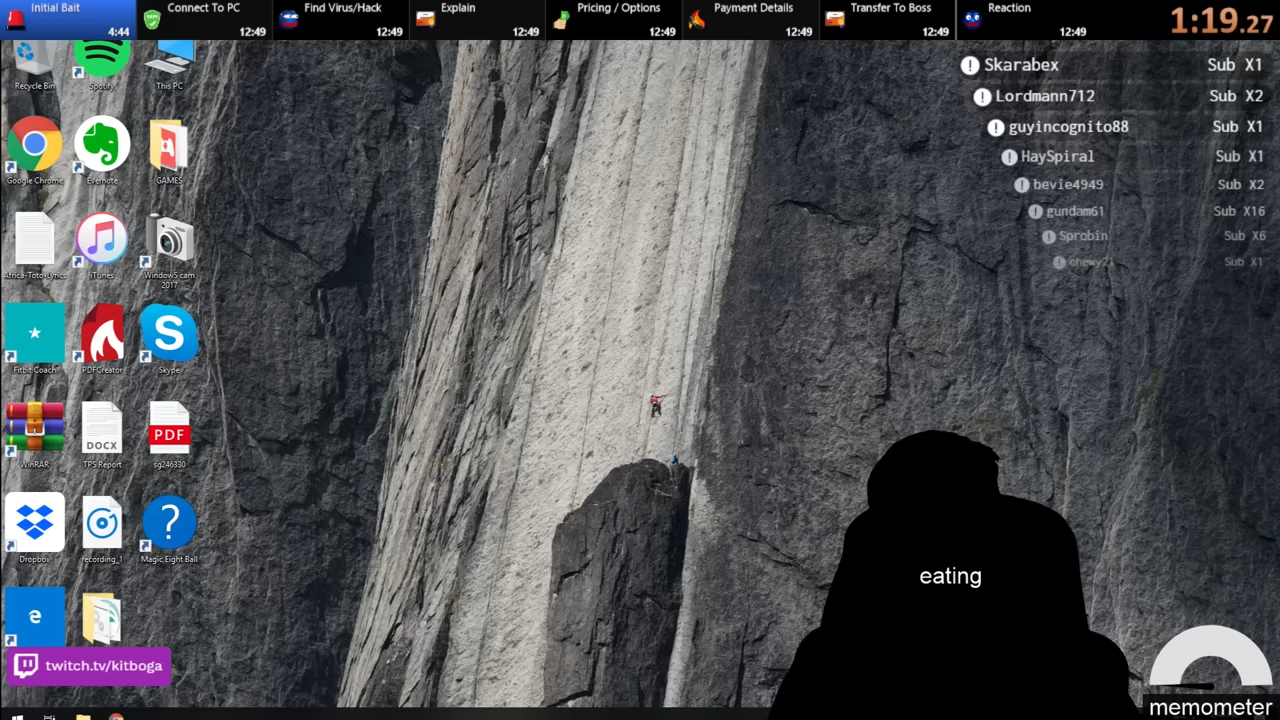 Initial Bait
4:44
Connect To PC
12:49
Find Virus/Hack
12:49
Explain
12:49
Pricing / Options
12:49
Payment Details
12:49
Transfer To Boss
12:49
Reaction
12:49
1:19.27
Skarabex Sub X1
Lordmann712 Sub X2
guyincognito88 Sub X1
HaySpiral Sub X1
bevie4949 Sub X2
gundam61 Sub X16
Sprobin Sub X6
Sub X1
Recycle Bin
Spotify
This PC
Google Chrome
Evernote
GAMES
Africa-Toto-Lyrics
iTunes
WindowS cam
2017
Fitbit Coach
PDFCreator
S
Skype
WinRAR
DOCX
TPS Report
PDF
sg246330
Dropbox
recording_1
?
Magic Eight Ball
e
twitch.tv/kitboga
eating
memometer